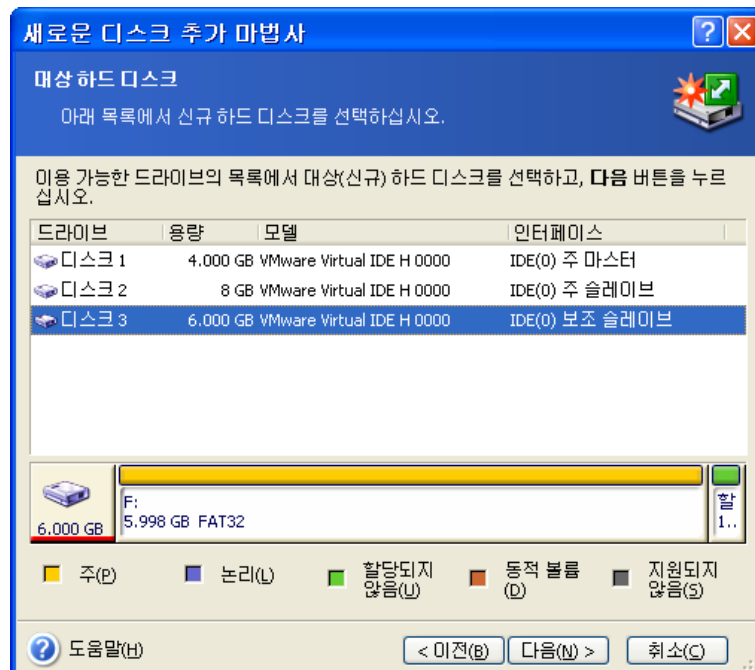 새로운 디스크 추가 마법사
대상 하드 디스크
아래 목록에서 신규 하드 디스크를 선택하십시오.
이용 가능한 드라이브의 목록에서 대상(신규) 하드 디스크를 선택하고, 다음 버튼을 누르
십시오.
드라이브 용량 모델 인터페이스
디스크 1 4.000 GB VMware Virtual IDE H 0000 IDE(0) 주 마스터
디스크 2 8 GB VMware Virtual IDE H 0000 IDE(0) 주 슬레이브
디스크 3 6.000 GB VMware Virtual IDE H 0000 IDE(0) 보조 슬레이브
6.000 GB
F:
5.998 GB FAT32
할
1..
주(P) 논리(L) 할당되지 않음(U) 동적 볼륨 (D) 지원되지 않음(S)
도움말(H) < 이전(B) 다음(N) > 취소(C)